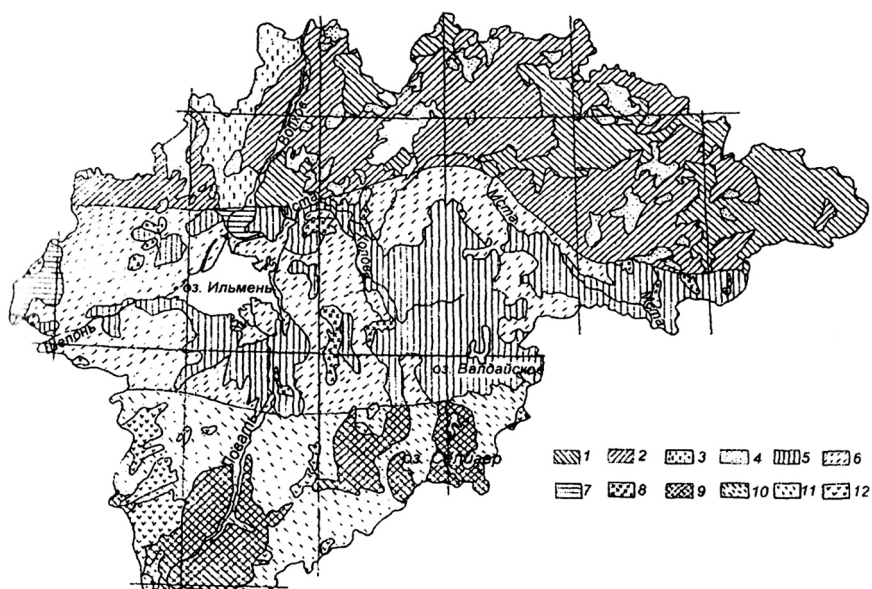 Мста
Мста
оз. Ильмень
Шелонь
оз. Валдайское
Ловать
оз. Селигер
1 2 3 4 5 6
7 8 9 10 11 12